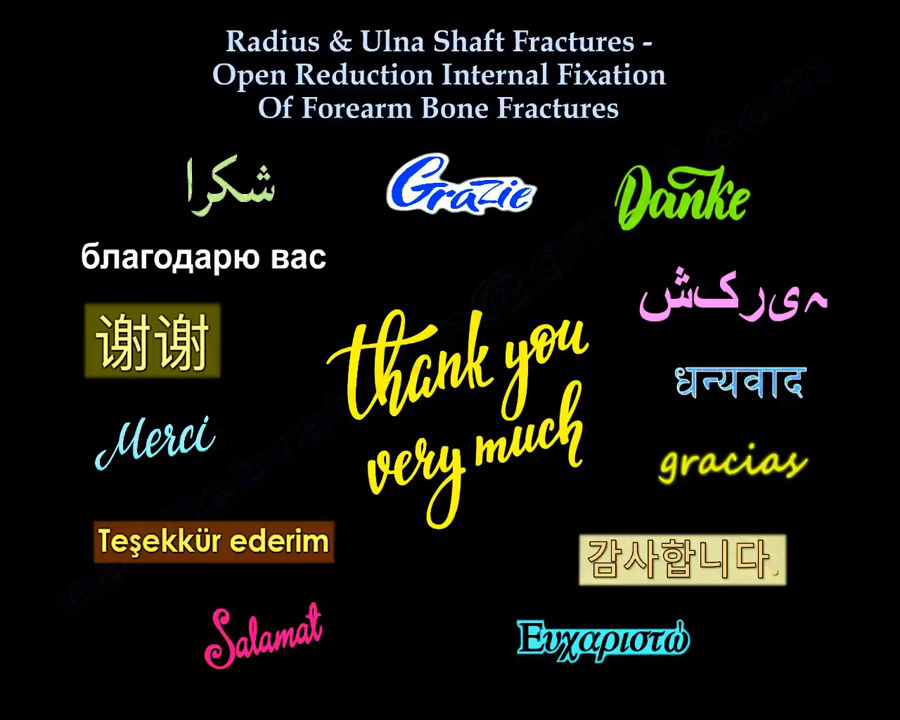 Radius & Ulna Shaft Fractures -
Open Reduction Internal Fixation
Of Forearm Bone Fractures
شكرا
Grazie
Danke
благодарю вас
ہیرکش
谢谢
thank you
very much
धन्यवाद
Merci
gracias
Teşekkür ederim
감사합니다.
Salamat
Ευχαριστώ